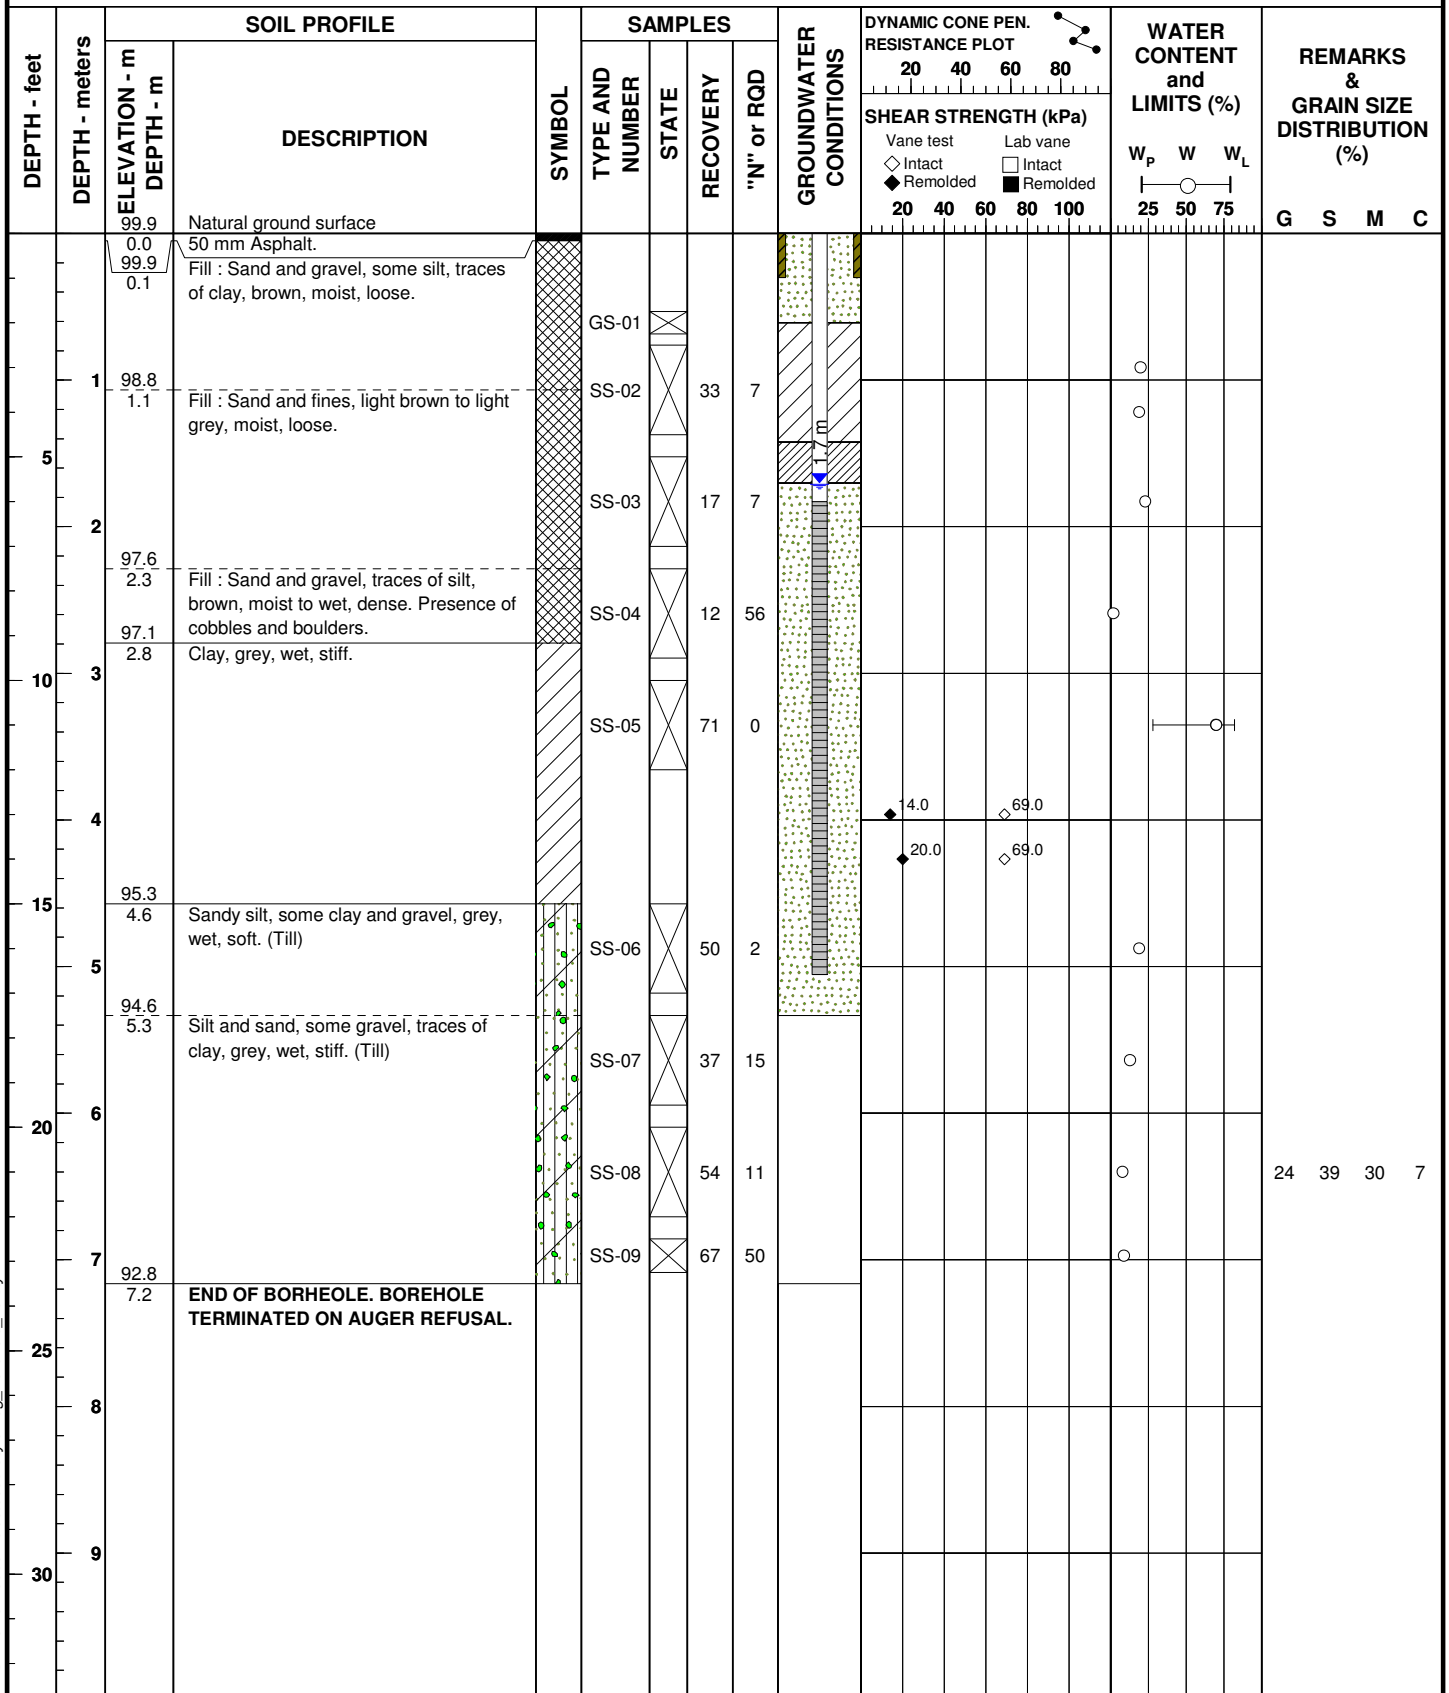 DEPTH - feet
DEPTH - meters
SOIL PROFILE
ELEVATION - m
DEPTH - m
DESCRIPTION
SYMBOL
SAMPLES
TYPE AND
NUMBER
STATE
RECOVERY
"N" or RQD
GROUNDWATER
CONDITIONS
DYNAMIC CONE PEN.
RESISTANCE PLOT
20 40 60 80
SHEAR STRENGTH (kPa)
Vane test Lab vane
Intact Intact
Remolded Remolded
20 40 60 80 100
WATER
CONTENT
and
LIMITS (%)
WP W WL
25 50 75
REMARKS
&
GRAIN SIZE
DISTRIBUTION
(%)
G S M C
99.9 Natural ground surface
0.0 50 mm Asphalt.
99.9 Fill : Sand and gravel, some silt, traces
0.1 of clay, brown, moist, loose.
GS-01
1 98.8
SS-02 33 7
1.1 Fill : Sand and fines, light brown to light
grey, moist, loose.
1.7 m
5
SS-03 17 7
2
97.6
2.3 Fill : Sand and gravel, traces of silt,
brown, moist to wet, dense. Presence of
SS-04 12 56
97.1 cobbles and boulders.
2.8 Clay, grey, wet, stiff.
10 3
SS-05 71 0
14.0 69.0
4
20.0 69.0
95.3
15
4.6 Sandy silt, some clay and gravel, grey,
wet, soft. (Till)
SS-06 50 2
5
94.6
5.3 Silt and sand, some gravel, traces of
clay, grey, wet, stiff. (Till)
SS-07 37 15
6
20
SS-08 54 11 24 39 30 7
7 SS-09 67 50
92.8
7.2 END OF BORHEOLE. BOREHOLE
TERMINATED ON AUGER REFUSAL.
25
8
9
30